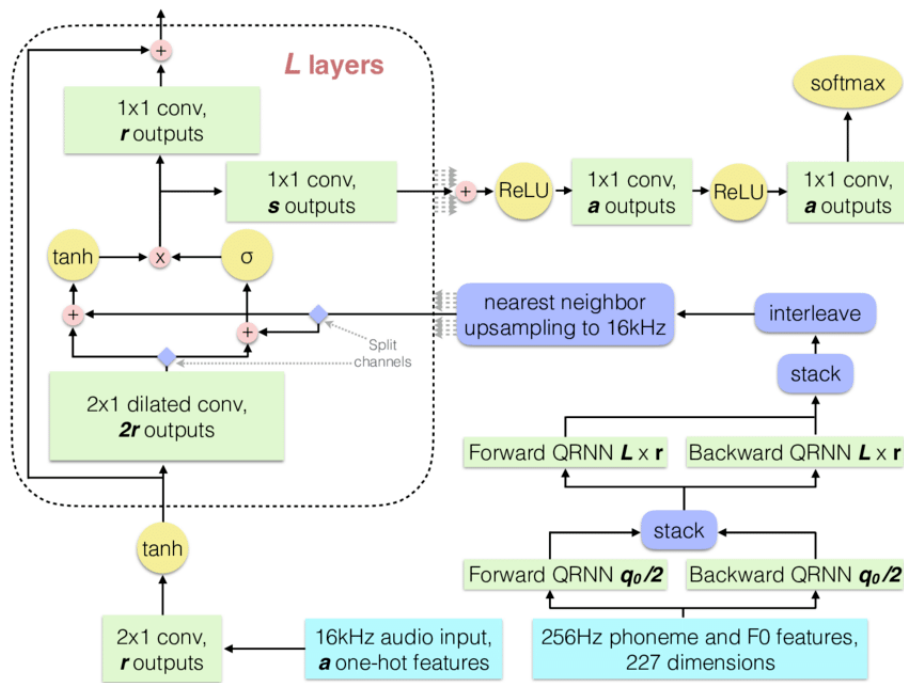 L layers
+
1x1 conv,
r outputs
1x1 conv,
s outputs
+
ReLU
1x1 conv,
a outputs
ReLU
1x1 conv,
a outputs
softmax
tanh
x
σ
+
+
Split
channels
nearest neighbor
upsampling to 16kHz
interleave
stack
2x1 dilated conv,
2r outputs
Forward QRNN L x r
Backward QRNN L x r
stack
tanh
Forward QRNN q₀/2
Backward QRNN q₀/2
2x1 conv,
r outputs
16kHz audio input,
a one-hot features
256Hz phoneme and F0 features,
227 dimensions